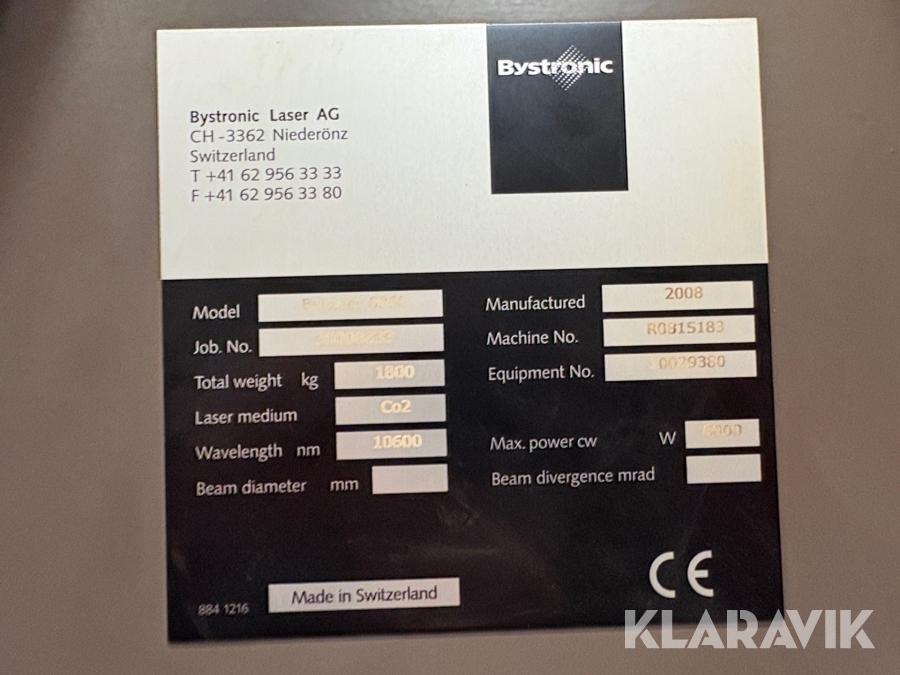 Bystronic
Bystronic Laser AG
CH-3362 Niederönz
Switzerland
T +41 62 956 33 33
F +41 62 956 33 80
Model
Job. No.
Total weight kg 1800
Laser medium Co2
Wavelength nm 10600
Beam diameter mm
Manufactured 2008
Machine No. R0815183
Equipment No.
Max. power cw W
Beam divergence mrad
CE
884 1216
Made in Switzerland
KLARAVIK